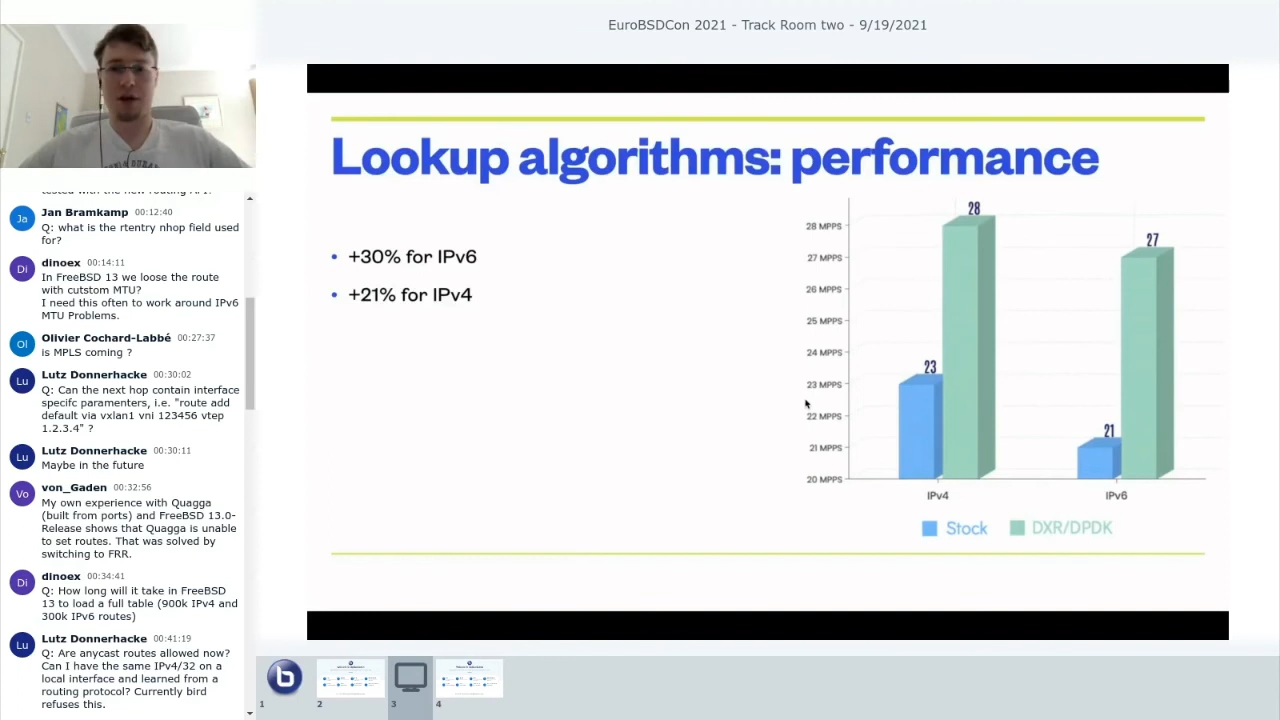 EuroBSDCon 2021 - Track Room two - 9/19/2021
Ja
Jan Bramkamp 00:12:40
Q: what is the rtentry nhop field used
for?
Di
dinoex 00:14:11
In FreeBSD 13 we loose the route
with cutstom MTU?
I need this often to work around IPv6
MTU Problems.
Ol
Olivier Cochard-Labbé 00:27:37
is MPLS coming ?
Lu
Lutz Donnerhacke 00:30:02
Q: Can the next hop contain interface
specifc paramenters, i.e. "route add
default via vxlan1 vni 123456 vtep
1.2.3.4" ?
Lu
Lutz Donnerhacke 00:30:11
Maybe in the future
Vo
von_Gaden 00:32:56
My own experience with Quagga
(built from ports) and FreeBSD 13.0-
Release shows that Quagga is unable
to set routes. That was solved by
switching to FRR.
Di
dinoex 00:34:41
Q: How long will it take in FreeBSD
13 to load a full table (900k IPv4 and
300k IPv6 routes)
Lu
Lutz Donnerhacke 00:41:19
Q: Are anycast routes allowed now?
Can I have the same IPv4/32 on a
local interface and learned from a
routing protocol? Currently bird
refuses this.
Lookup algorithms: performance
• +30% for IPv6
• +21% for IPv4
28 MPPS
27 MPPS
26 MPPS
25 MPPS
24 MPPS
23 MPPS
22 MPPS
21 MPPS
20 MPPS
23
28
21
27
IPv4
IPv6
Stock
DXR/DPDK
b
1
2
3
4